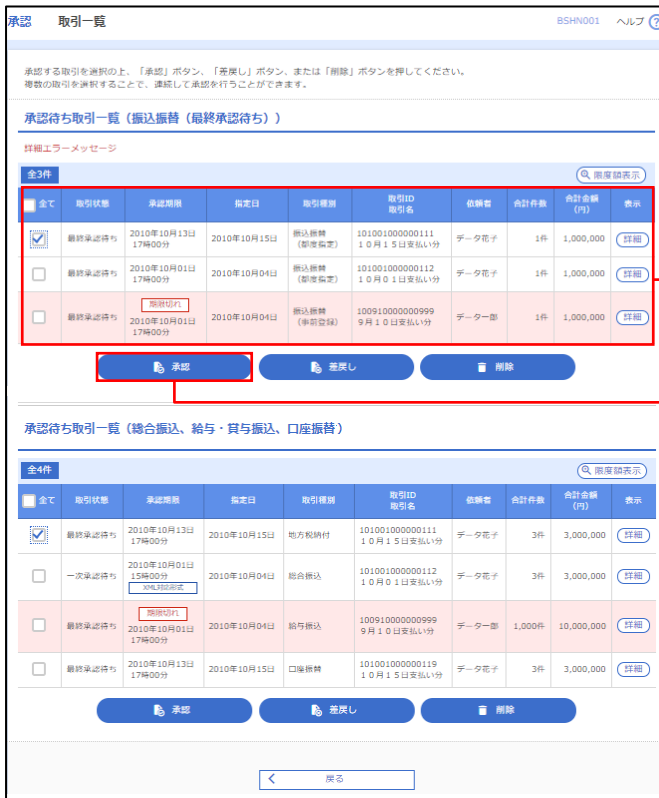 承認 取引一覧 BSHN001 ヘルプ ?
承認する取引を選択の上、「承認」ボタン、「差戻し」ボタン、または「削除」ボタンを押してください。
複数の取引を選択することで、連続して承認を行うことができます。
承認待ち取引一覧（振込振替（最終承認待ち））
詳細エラーメッセージ
全3件 限度額表示
全て 取引状態 承認期限 指定日 取引種別 取引ID 取引名 依頼者 合計件数 合計金額（円） 表示
最終承認待ち 2010年10月13日 17時00分 2010年10月15日 振込振替（都度指定） 101001000000111 １０月１５日支払い分 データ花子 1件 1,000,000 詳細
最終承認待ち 2010年10月01日 17時00分 2010年10月04日 振込振替（都度指定） 101001000000112 １０月０１日支払い分 データ花子 1件 1,000,000 詳細
最終承認待ち 期限切れ 2010年10月01日 17時00分 2010年10月04日 振込振替（事前登録） 100910000000999 ９月１０日支払い分 データ一郎 1件 1,000,000 詳細
承認 差戻し 削除
承認待ち取引一覧（総合振込、給与・賞与振込、口座振替）
全4件 限度額表示
全て 取引状態 承認期限 指定日 取引種別 取引ID 取引名 依頼者 合計件数 合計金額（円） 表示
最終承認待ち 2010年10月13日 17時00分 2010年10月15日 地方税納付 101001000000111 １０月１５日支払い分 データ花子 3件 3,000,000 詳細
一次承認待ち 2010年10月01日 15時00分 XML対応形式 2010年10月04日 総合振込 101001000000112 １０月０１日支払い分 データ花子 3件 3,000,000 詳細
最終承認待ち 期限切れ 2010年10月01日 17時00分 2010年10月04日 給与振込 100910000000999 ９月１０日支払い分 データ一郎 1,000件 10,000,000 詳細
最終承認待ち 2010年10月13日 17時00分 2010年10月15日 口座振替 101001000000119 １０月１５日支払い分 データ花子 3件 3,000,000 詳細
承認 差戻し 削除
戻る